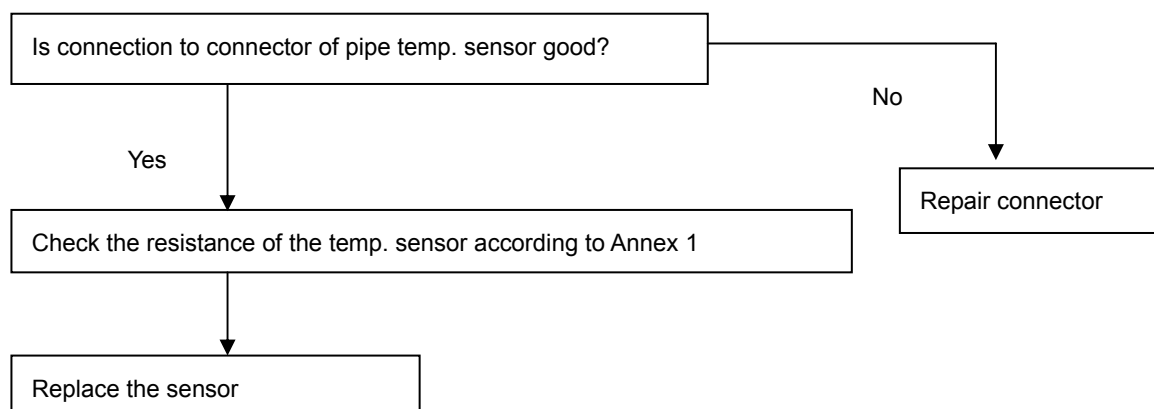 Is connection to connector of pipe temp. sensor good?
No
Yes
Repair connector
Check the resistance of the temp. sensor according to Annex 1
Replace the sensor